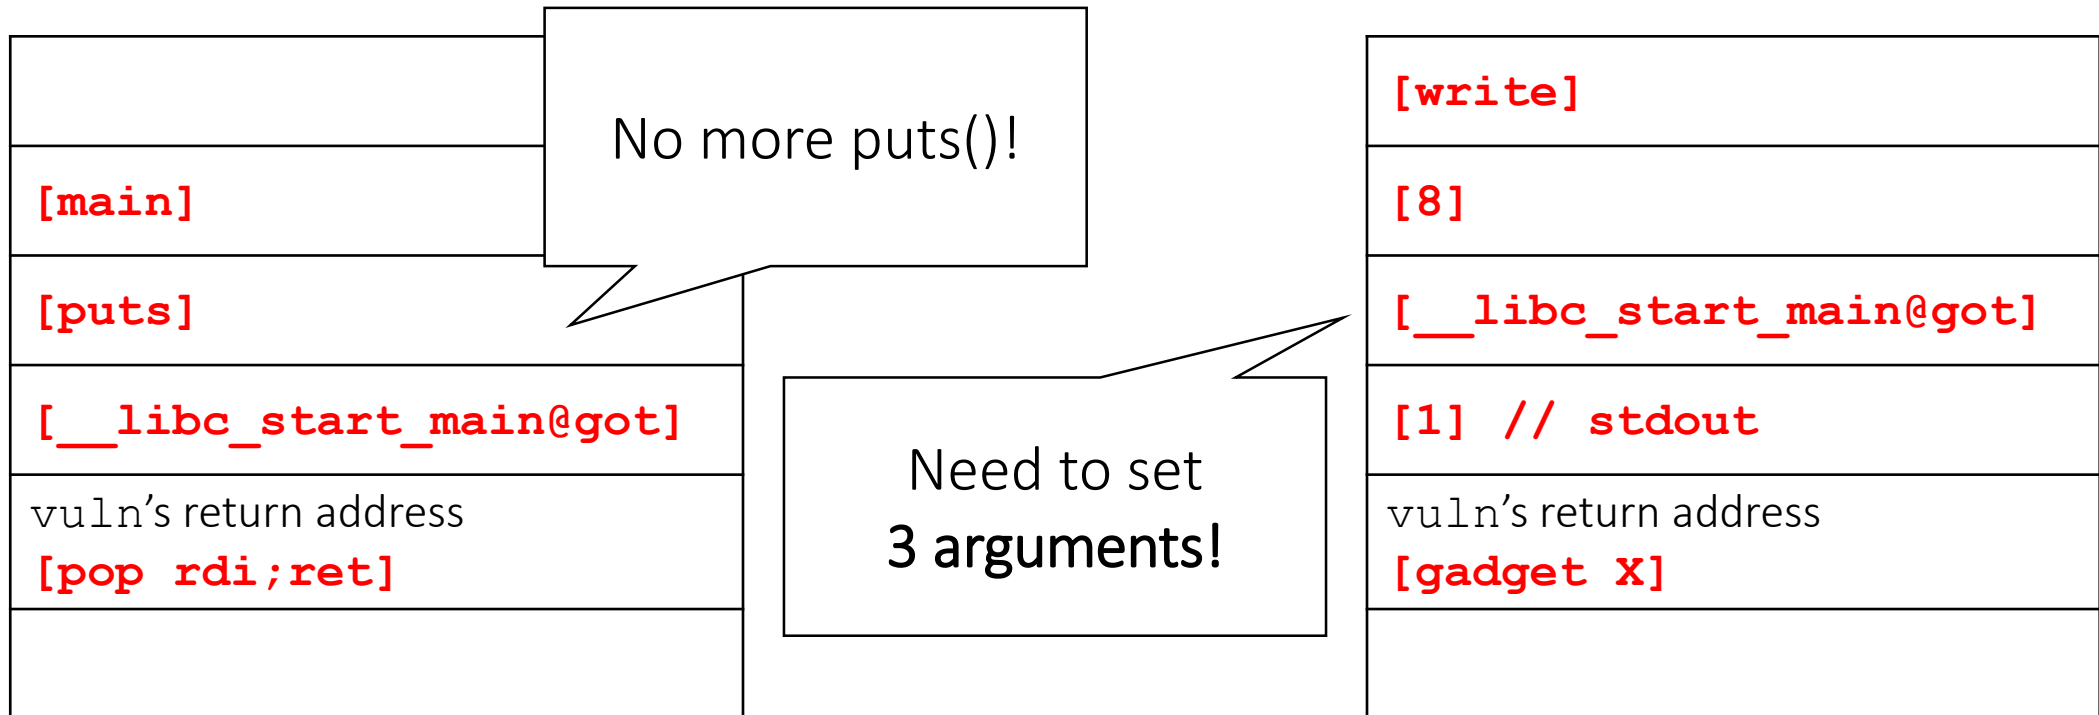 No more puts()!
[main]
[puts]
[__libc_start_main@got]
vuln’s return address
[pop rdi;ret]
Need to set
3 arguments!
[write]
[8]
[__libc_start_main@got]
[1] // stdout
vuln’s return address
[gadget X]